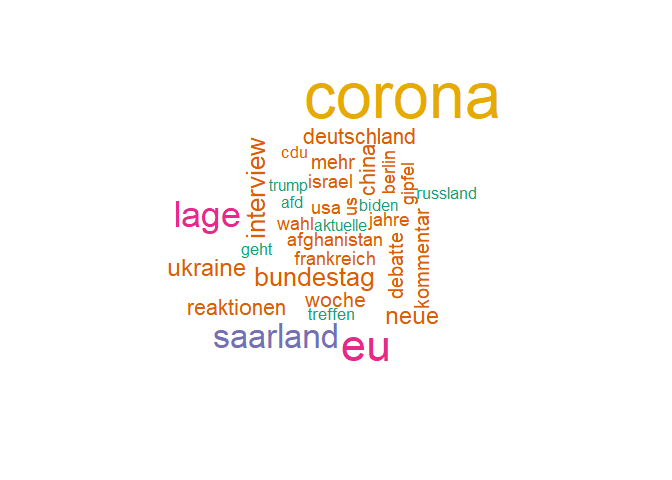 corona
deutschland
cdu
mehr
china
berlin
interview
trump
israel
gipfel
russland
afd
usa
us
biden
lage
wahl
aktuelle
jahre
afghanistan
geht
frankreich
debatte
kommentar
ukraine
bundestag
reaktionen
woche
treffen
neue
saarland
eu